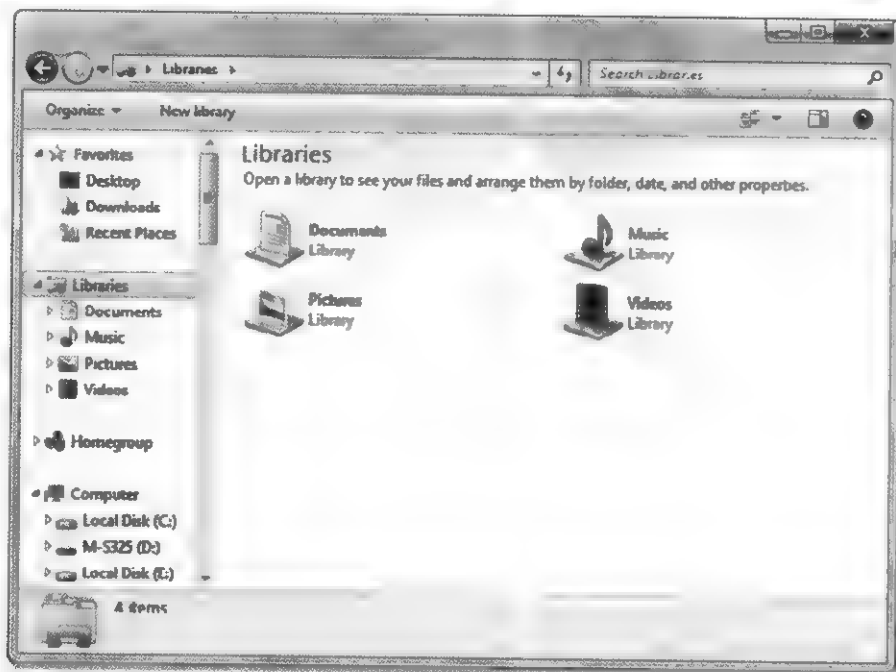 Libraries
Search Libraries
Organize
New library
Favorites
Desktop
Downloads
Recent Places
Libraries
Documents
Music
Pictures
Videos
Homegroup
Computer
Local Disk (C:)
M-S325 (D:)
Local Disk (E:)
Libraries
Open a library to see your files and arrange them by folder, date, and other properties.
Documents
Library
Music
Library
Pictures
Library
Videos
Library
4 items